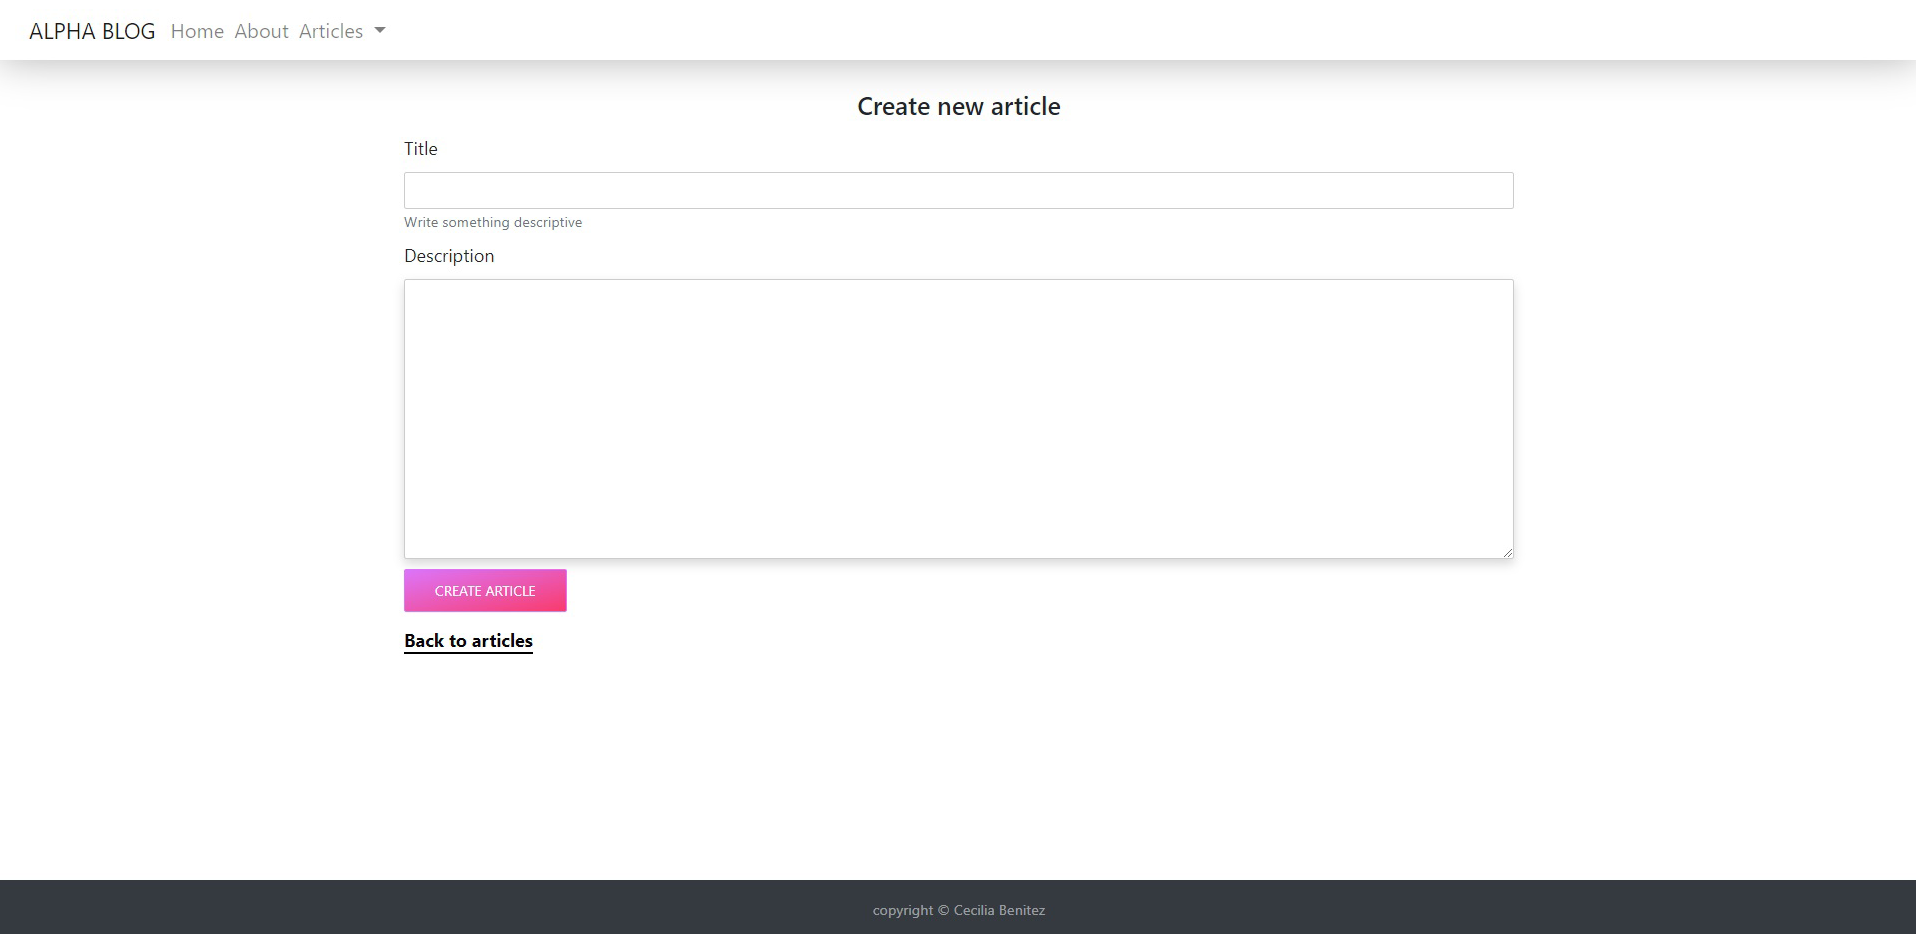 ALPHA BLOG Home About Articles
Create new article
Title
Write something descriptive
Description
CREATE ARTICLE
Back to articles
copyright © Cecilia Benitez